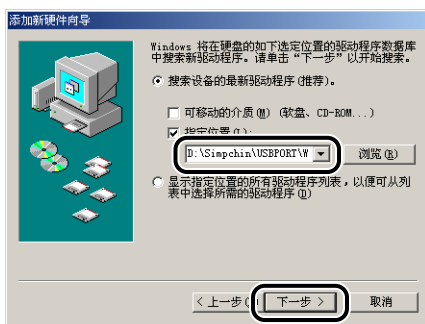 添加新硬件向导
Windows 将在硬盘的如下选定位置的驱动程序数据库
中搜索新驱动程序。请单击“下一步”以开始搜索。
搜索设备的最新驱动程序(推荐)。
可移动的介质(M) (软盘、CD-ROM...)
指定位置(L):
D:\Simpchin\USBPORT\W
浏览(R)
显示指定位置的所有驱动程序列表，以便可从列
表中选择所需的驱动程序(D)
< 上一步(
下一步 >
取消